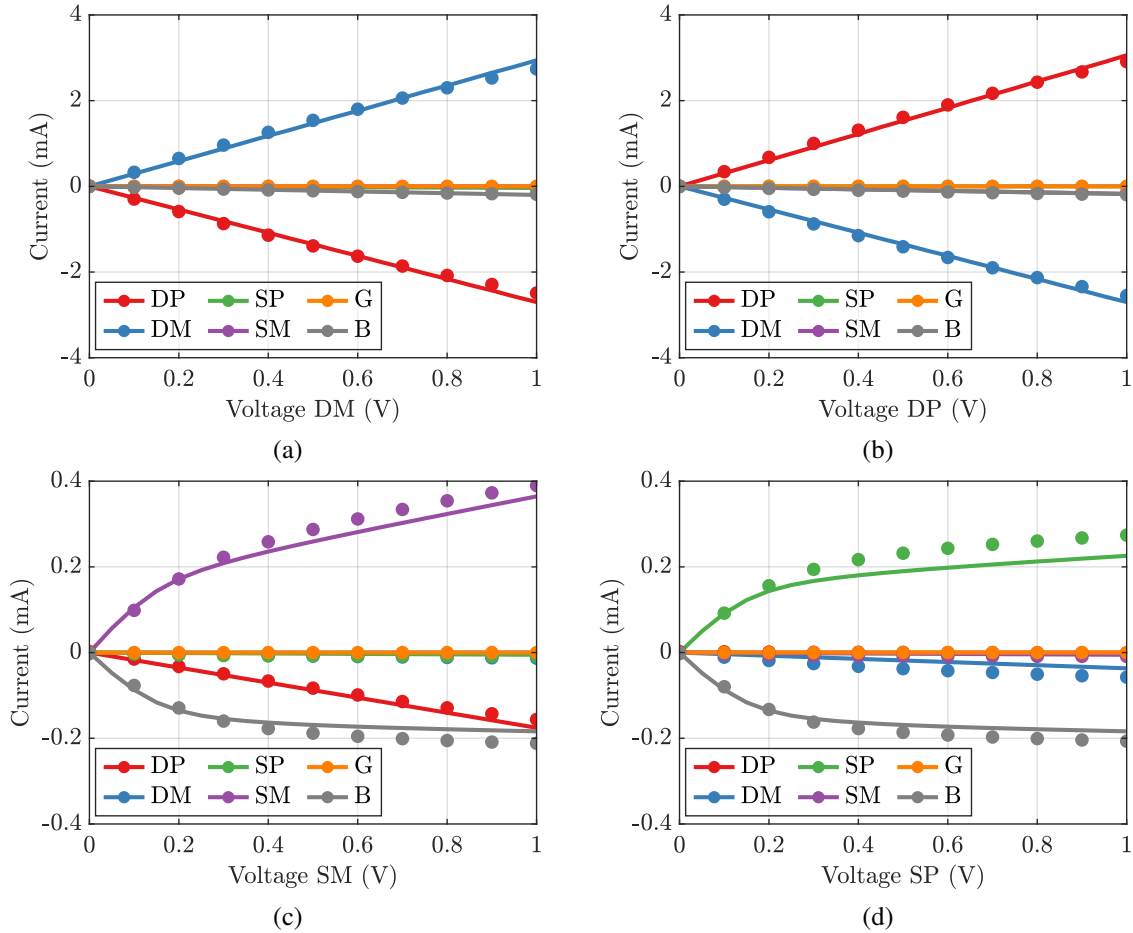 4
2
0
-2
-4
Current (mA)
DP SP G
DM SM B
0 0.2 0.4 0.6 0.8 1
Voltage DM (V)
(a)
4
2
0
-2
-4
Current (mA)
DP SP G
DM SM B
0 0.2 0.4 0.6 0.8 1
Voltage DP (V)
(b)
0.4
0.2
0
-0.2
-0.4
Current (mA)
DP SP G
DM SM B
0 0.2 0.4 0.6 0.8 1
Voltage SM (V)
(c)
0.4
0.2
0
-0.2
-0.4
Current (mA)
DP SP G
DM SM B
0 0.2 0.4 0.6 0.8 1
Voltage SP (V)
(d)